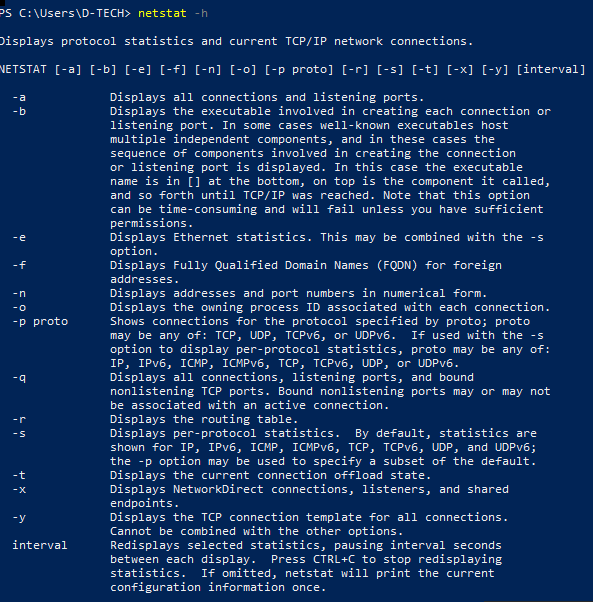 PS C:\Users\D-TECH> netstat -h
Displays protocol statistics and current TCP/IP network connections.
NETSTAT [-a] [-b] [-e] [-f] [-n] [-o] [-p proto] [-r] [-s] [-t] [-x] [-y] [interval]
-a Displays all connections and listening ports.
-b Displays the executable involved in creating each connection or
listening port. In some cases well-known executables host
multiple independent components, and in these cases the
sequence of components involved in creating the connection
or listening port is displayed. In this case the executable
name is in [] at the bottom, on top is the component it called,
and so forth until TCP/IP was reached. Note that this option
can be time-consuming and will fail unless you have sufficient
permissions.
-e Displays Ethernet statistics. This may be combined with the -s
option.
-f Displays Fully Qualified Domain Names (FQDN) for foreign
addresses.
-n Displays addresses and port numbers in numerical form.
-o Displays the owning process ID associated with each connection.
-p proto Shows connections for the protocol specified by proto; proto
may be any of: TCP, UDP, TCPv6, or UDPv6. If used with the -s
option to display per-protocol statistics, proto may be any of:
IP, IPv6, ICMP, ICMPv6, TCP, TCPv6, UDP, or UDPv6.
-q Displays all connections, listening ports, and bound
nonlistening TCP ports. Bound nonlistening ports may or may not
be associated with an active connection.
-r Displays the routing table.
-s Displays per-protocol statistics. By default, statistics are
shown for IP, IPv6, ICMP, ICMPv6, TCP, TCPv6, UDP, and UDPv6;
the -p option may be used to specify a subset of the default.
-t Displays the current connection offload state.
-x Displays NetworkDirect connections, listeners, and shared
endpoints.
-y Displays the TCP connection template for all connections.
Cannot be combined with the other options.
interval Redisplays selected statistics, pausing interval seconds
between each display. Press CTRL+C to stop redisplaying
statistics. If omitted, netstat will print the current
configuration information once.